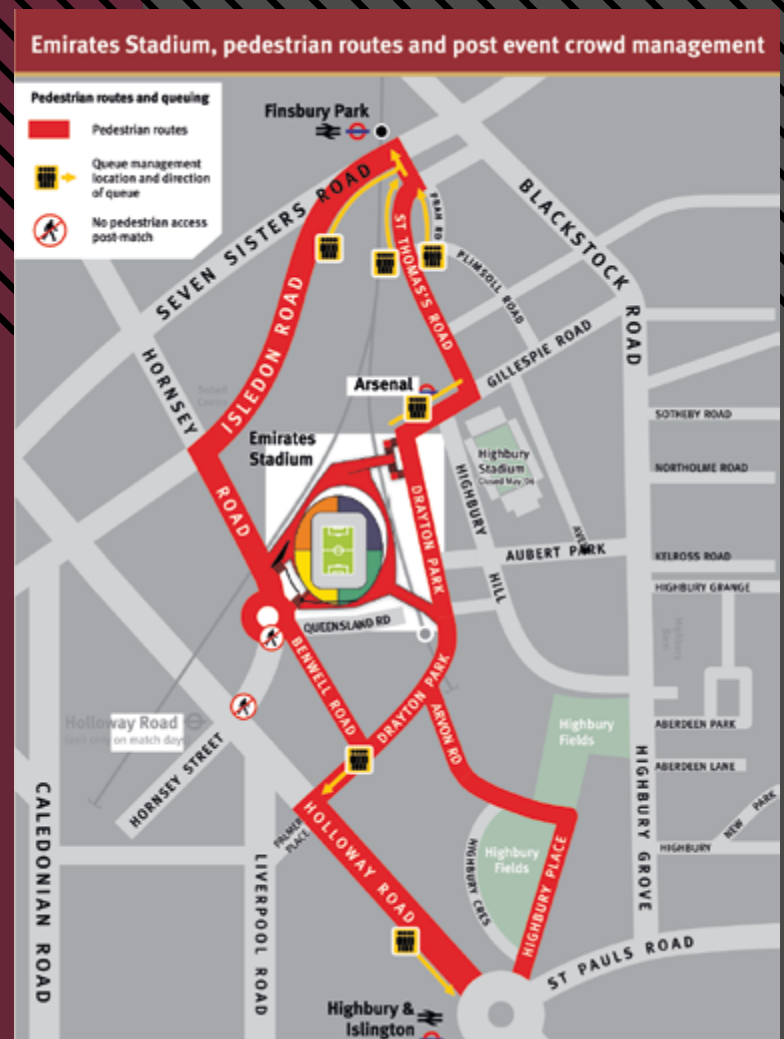 Emirates Stadium, pedestrian routes and post event crowd management
Pedestrian routes and queuing
Pedestrian routes
Queue management
location and direction
of queue
No pedestrian access
post-match
Finsbury Park
SEVEN SISTERS ROAD
BLACKSTOCK
ROAD
ST THOMAS'S ROAD
PLIMSOLL ROAD
ISLEDON ROAD
HORNSEY
ROAD
GILLESPIE ROAD
Arsenal
Emirates
Stadium
Highbury
Stadium
Closed May '06
SOTHEBY ROAD
NORTHOLME ROAD
HIGHBURY
HILL
DRAYTON PARK
AUBERT PARK
KELROSS ROAD
HIGHBURY GRANGE
QUEENSLAND RD
BENWELL ROAD
DRAYTON PARK
ARVON RD
Holloway Road
(exit only on match days)
HORNSEY STREET
Highbury
Fields
ABERDEEN PARK
ABERDEEN LANE
HIGHBURY GROVE
CALEDONIAN ROAD
LIVERPOOL ROAD
PALMER
PLACE
HOLLOWAY ROAD
HIGHBURY CRES
Highbury
Fields
HIGHBURY PLACE
HIGHBURY
NEW PARK
ST PAULS ROAD
Highbury &
Islington